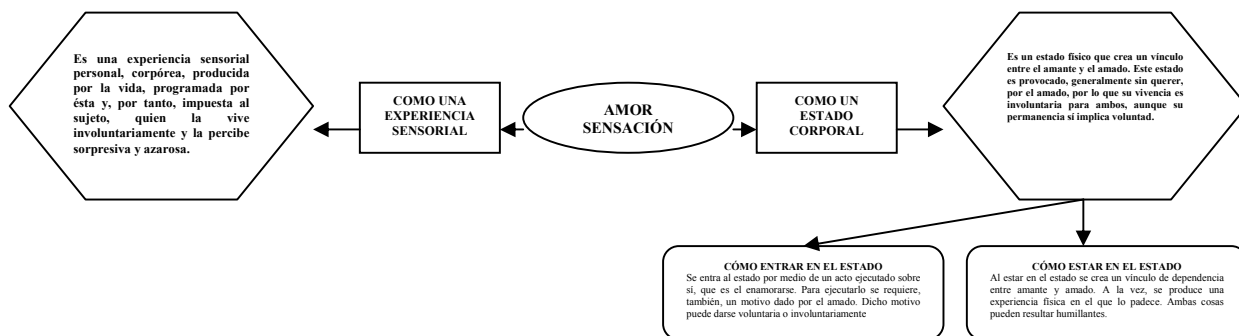 Es una experiencia sensorial
personal, corpórea, producida
por la vida, programada por
ésta y, por tanto, impuesta al
sujeto, quien la vive
involuntariamente y la percibe
sorpresiva y azarosa.
COMO UNA
EXPERIENCIA
SENSORIAL
AMOR
SENSACIÓN
COMO UN
ESTADO
CORPORAL
Es un estado físico que crea un vínculo
entre el amante y el amado. Este estado
es provocado, generalmente sin querer,
por el amado, por lo que su vivencia es
involuntaria para ambos, aunque su
permanencia sí implica voluntad.
CÓMO ENTRAR EN EL ESTADO
Se entra al estado por medio de un acto ejecutado sobre
sí, que es el enamorarse. Para ejecutarlo se requiere,
también, un motivo dado por el amado. Dicho motivo
puede darse voluntaria o involuntariamente
CÓMO ESTAR EN EL ESTADO
Al estar en el estado se crea un vínculo de dependencia
entre amante y amado. A la vez, se produce una
experiencia física en el que lo padece. Ambas cosas
pueden resultar humillantes.